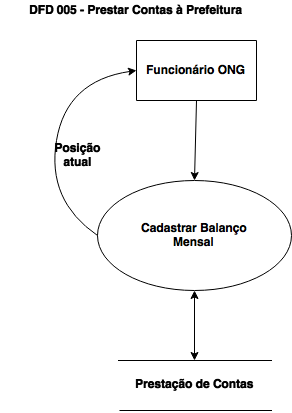 DFD 005 - Prestar Contas à Prefeitura
Funcionário ONG
Posição
atual
Cadastrar Balanço
Mensal
Prestação de Contas